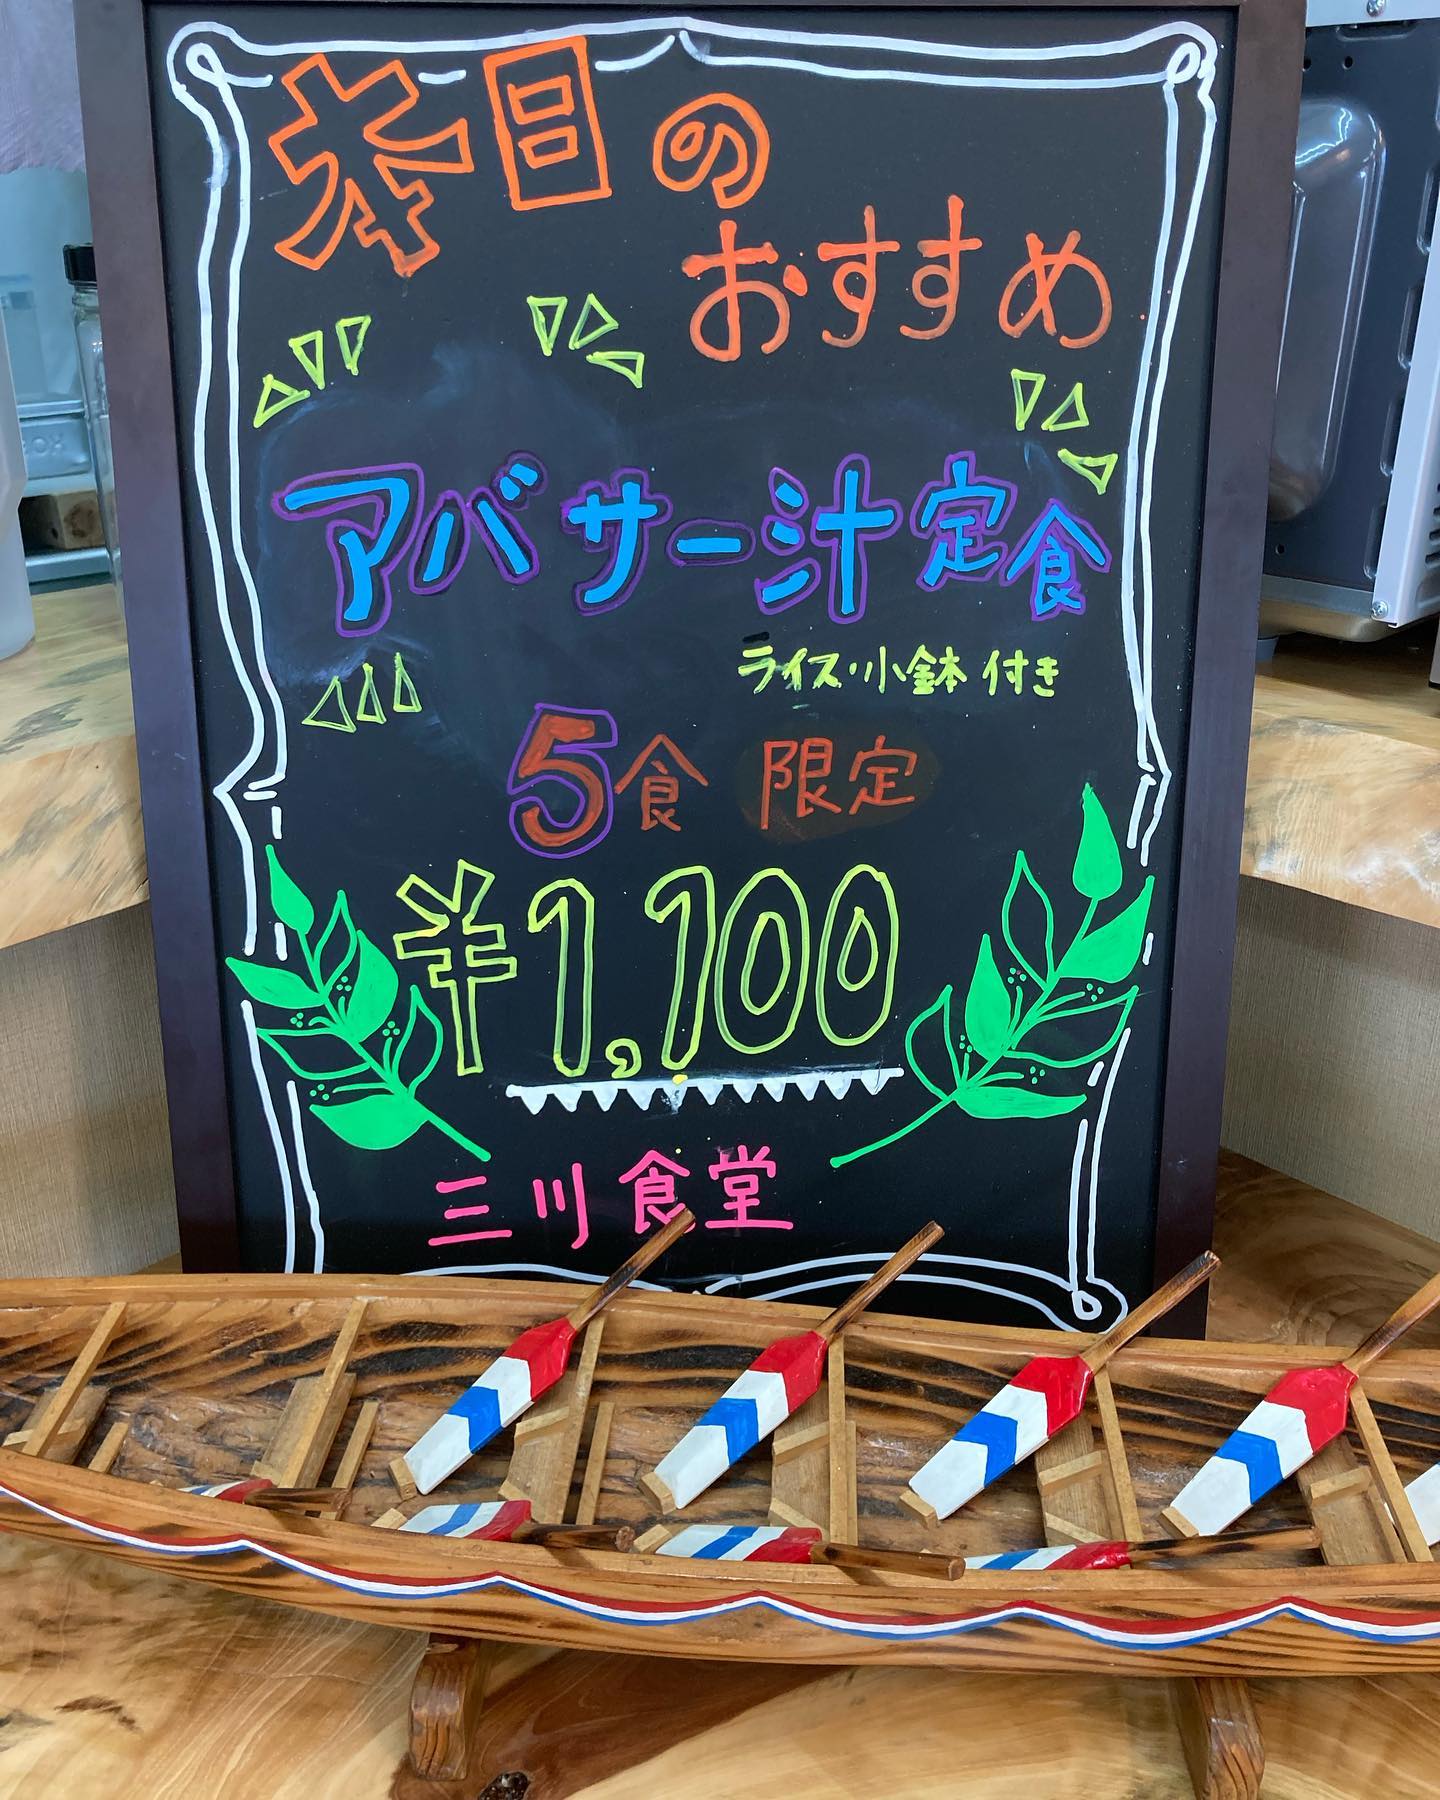 本日の
おすすめ
アバサー汁定食
ライス・小鉢付き
5食 限定
¥1,100
三川食堂